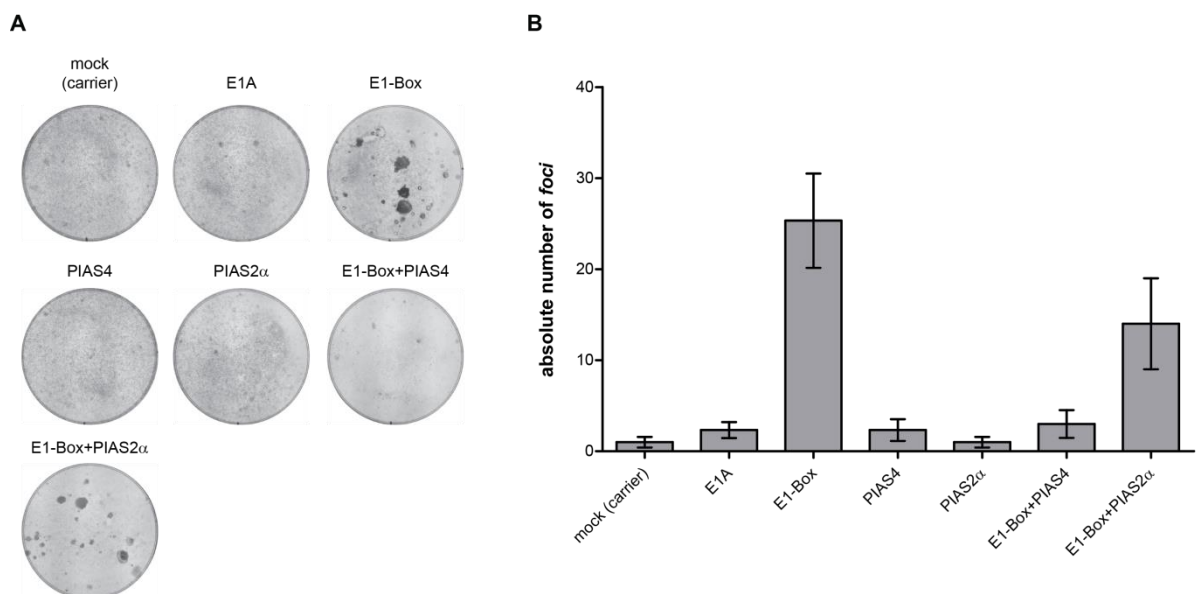 A
mock
(carrier)
E1A
E1-Box
PIAS4
PIAS2α
E1-Box+PIAS4
E1-Box+PIAS2α
B
absolute number of foci
40
30
20
10
0
mock (carrier)
E1A
E1-Box
PIAS4
PIAS2α
E1-Box+PIAS4
E1-Box+PIAS2α